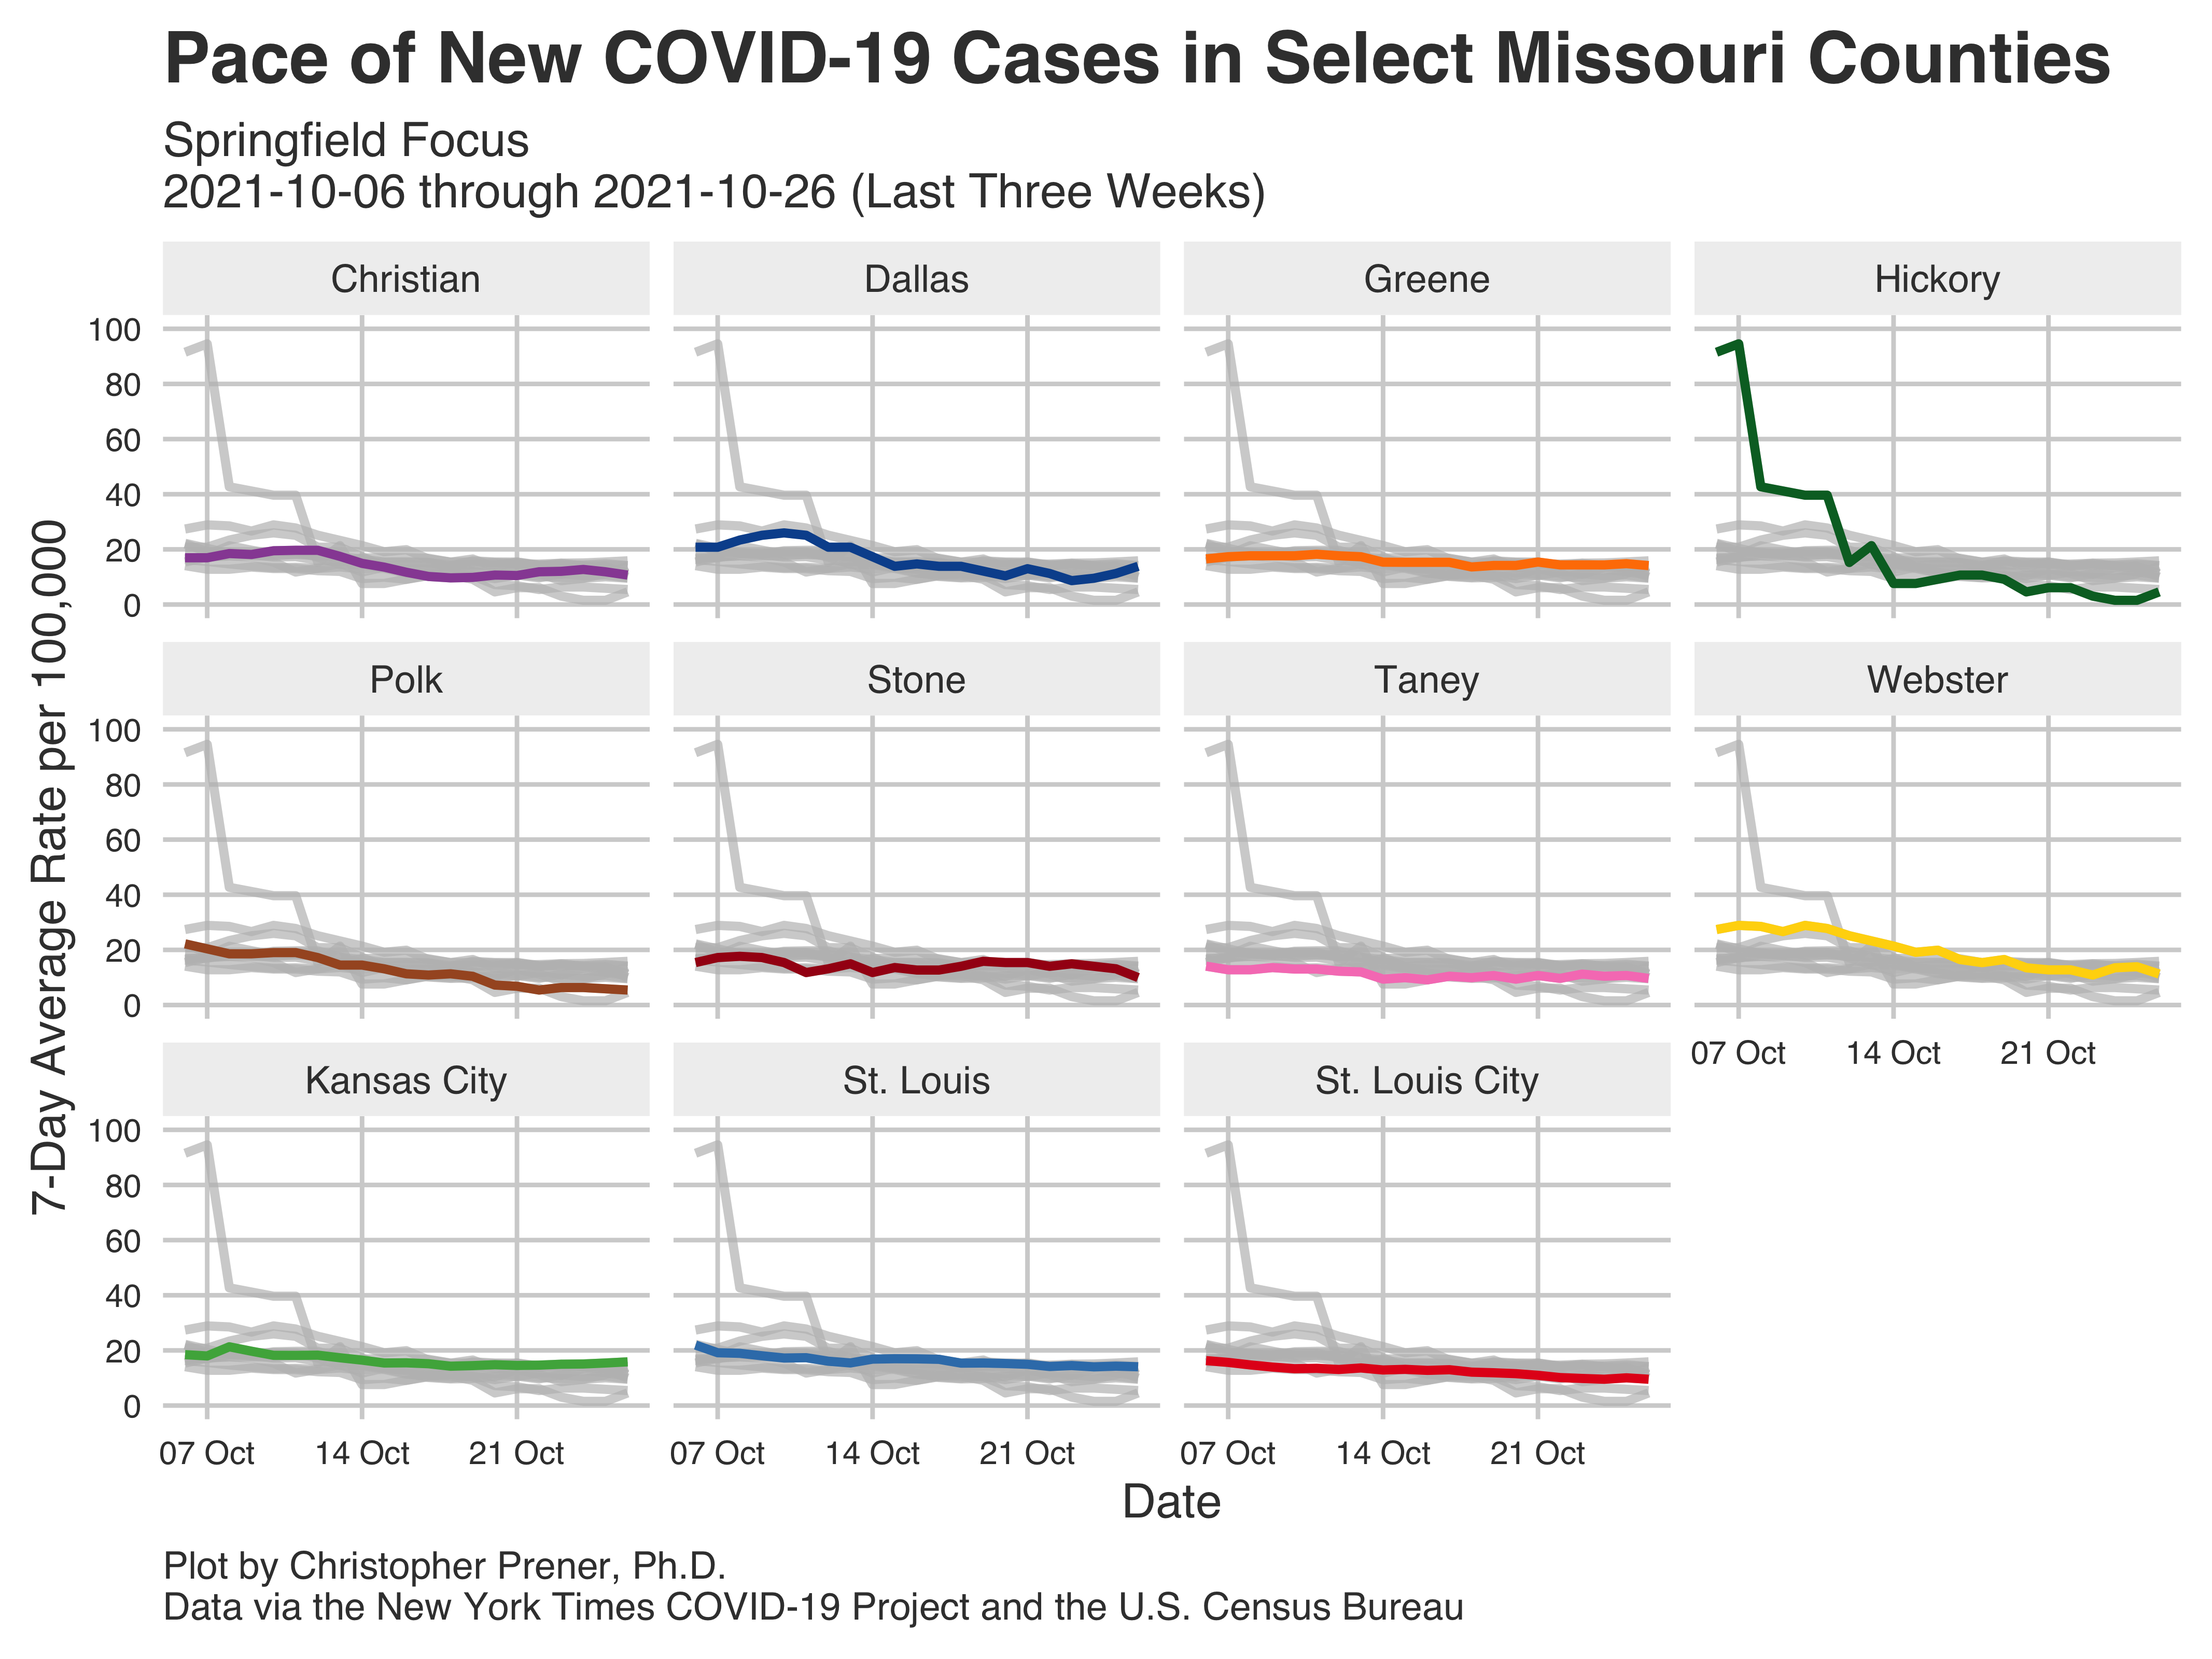 Pace of New COVID-19 Cases in Select Missouri Counties
Springfield Focus
2021-10-06 through 2021-10-26 (Last Three Weeks)
Christian Dallas Greene Hickory
100
80
60
40
20
0
Polk Stone Taney Webster
100
80
60
40
20
0
07 Oct 14 Oct 21 Oct
Kansas City St. Louis St. Louis City
100
80
60
40
20
0
07 Oct 14 Oct 21 Oct 07 Oct 14 Oct 21 Oct 07 Oct 14 Oct 21 Oct
7-Day Average Rate per 100,000
Date
Plot by Christopher Prener, Ph.D.
Data via the New York Times COVID-19 Project and the U.S. Census Bureau